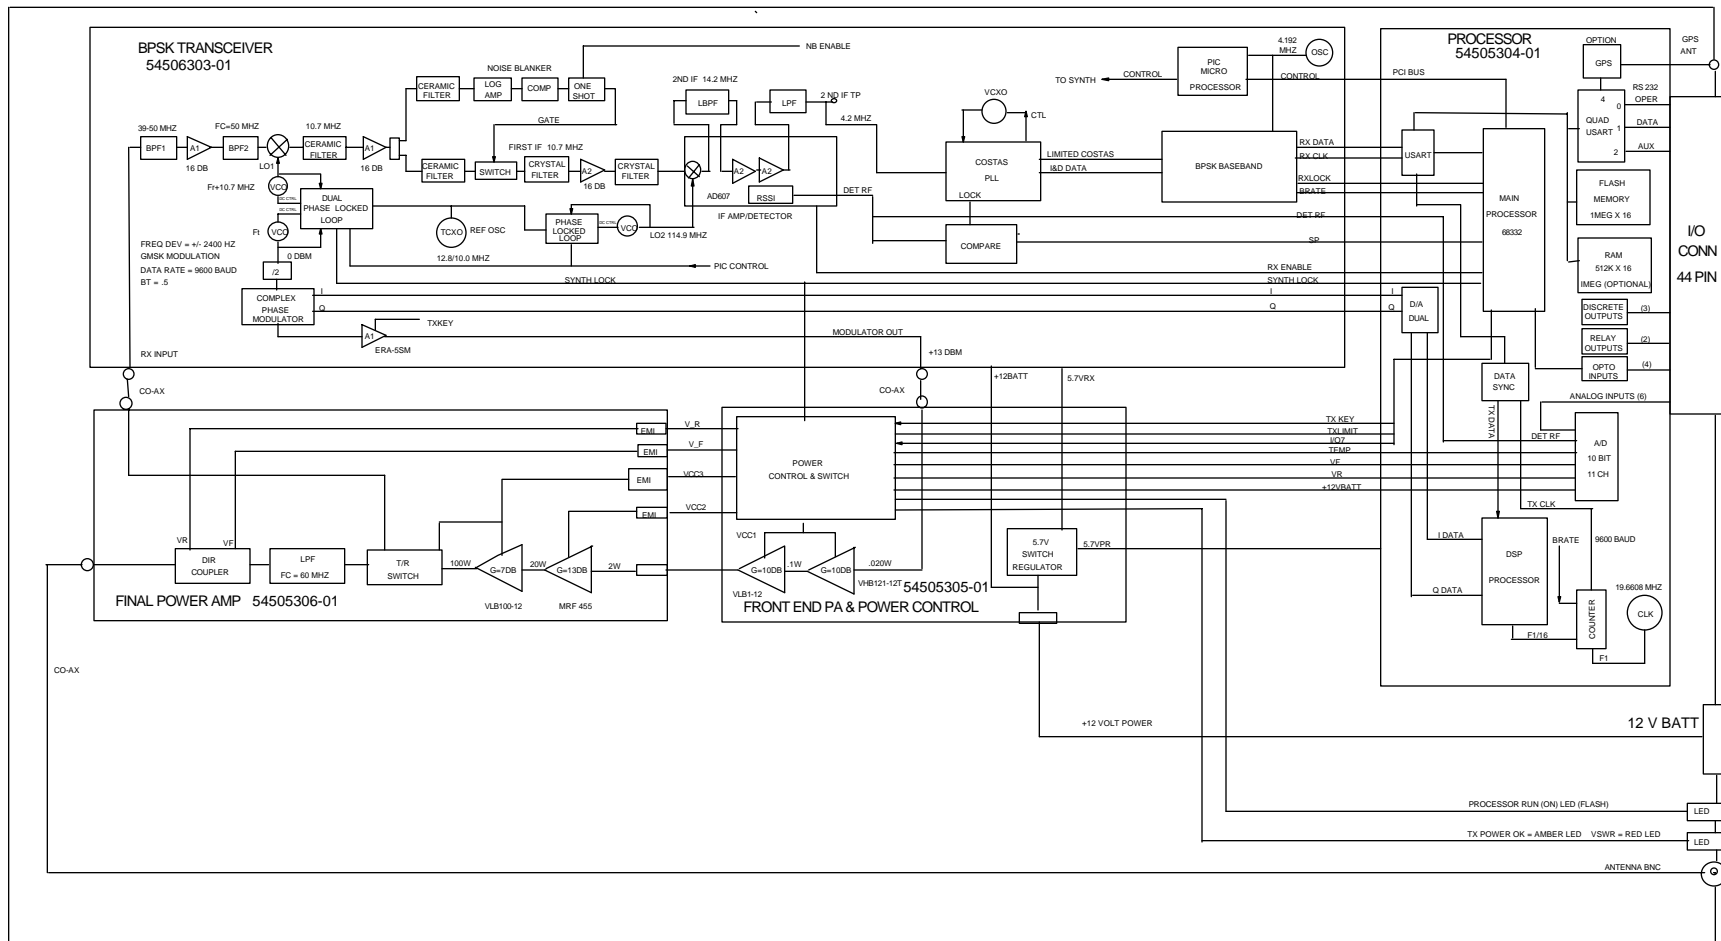 BPSK TRANSCEIVER
54506303-01
NB ENABLE
NOISE BLANKER
CERAMIC
FILTER
LOG
AMP
COMP
ONE
SHOT
GATE
39-50 MHZ
BPF1
A1
16 DB
FC=50 MHZ
BPF2
LO1
10.7 MHZ
CERAMIC
FILTER
A1
16 DB
CERAMIC
FILTER
SWITCH
FIRST IF 10.7 MHZ
CRYSTAL
FILTER
A2
16 DB
CRYSTAL
FILTER
2ND IF 14.2 MHZ
LBPF
LPF
2 ND IF TP
4.2 MHZ
A2
A2
AD607
RSSI
DET RF
IF AMP/DETECTOR
Fr+10.7 MHZ
VCO
DC CTRL
DC CTRL
DUAL
PHASE LOCKED
LOOP
Ft
VCO
0 DBM
/2
FREQ DEV = +/- 2400 HZ
GMSK MODULATION
DATA RATE = 9600 BAUD
BT = .5
COMPLEX
PHASE
MODULATOR
I
Q
TCXO
REF OSC
12.8/10.0 MHZ
PHASE
LOCKED
LOOP
DC CTRL
VCO
LO2 114.9 MHZ
PIC CONTROL
SYNTH LOCK
A1
TXKEY
ERA-5SM
MODULATOR OUT
+13 DBM
RX INPUT
CO-AX
CO-AX
TO SYNTH
CONTROL
PIC
MICRO
PROCESSOR
4.192
MHZ
OSC
CONTROL
VCXO
CTL
COSTAS
PLL
LOCK
LIMITED COSTAS
I&D DATA
BPSK BASEBAND
RX DATA
RX CLK
RXLOCK
BRATE
DET RF
COMPARE
SP
RX ENABLE
SYNTH LOCK
I
Q
+12BATT
5.7VRX
PROCESSOR
54505304-01
PCI BUS
OPTION
GPS
GPS
ANT
4
QUAD
USART
0
1
2
RS 232
OPER
DATA
AUX
USART
MAIN
PROCESSOR
68332
FLASH
MEMORY
1MEG X 16
RAM
512K X 16
IMEG (OPTIONAL)
I/O
CONN
44 PIN
I
Q
D/A
DUAL
DISCRETE
OUTPUTS
(3)
RELAY
OUTPUTS
(2)
OPTO
INPUTS
(4)
DATA
SYNC
ANALOG INPUTS (6)
TX DATA
DET RF
A/D
10 BIT
11 CH
TX CLK
I DATA
Q DATA
DSP
PROCESSOR
BRATE
9600 BAUD
COUNTER
19.6608 MHZ
CLK
F1/16
F1
EMI
V_R
EMI
V_F
EMI
VCC3
EMI
VCC2
POWER
CONTROL & SWITCH
TX KEY
TXLIMIT
I/O7
TEMP
VF
VR
+12VBATT
VR
VF
DIR
COUPLER
LPF
FC = 60 MHZ
T/R
SWITCH
100W
G=7DB
VLB100-12
20W
G=13DB
MRF 455
2W
FINAL POWER AMP 54505306-01
VCC1
G=10DB
VLB1-12
.1W
G=10DB
.020W
VHB121-12T
54505305-01
FRONT END PA & POWER CONTROL
5.7V
SWITCH
REGULATOR
5.7VPR
CO-AX
+12 VOLT POWER
12 V BATT
PROCESSOR RUN (ON) LED (FLASH)
LED
TX POWER OK = AMBER LED VSWR = RED LED
LED
ANTENNA BNC